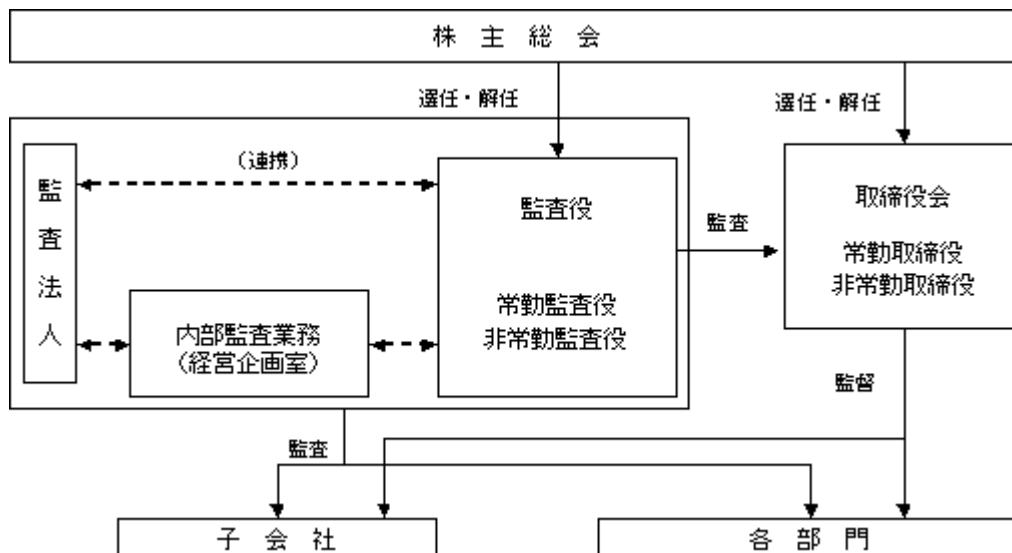 株主総会
選任・解任
選任・解任
監査法人
(連携)
監査役
常勤監査役
非常勤監査役
監査
取締役会
常勤取締役
非常勤取締役
内部監査業務
(経営企画室)
監督
監査
子会社
各部門